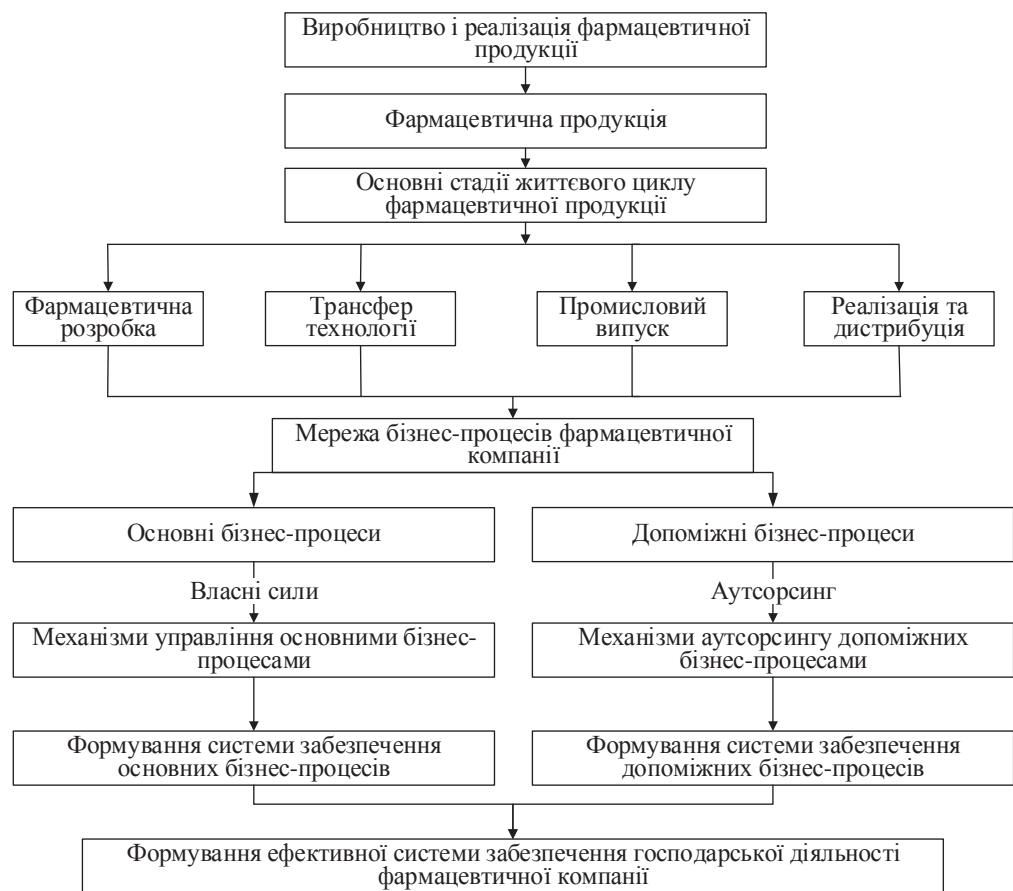 Виробництво і реалізація фармацевтичної
продукції
Фармацевтична продукція
Основні стадії життєвого циклу
фармацевтичної продукції
Фармацевтична
розробка
Трансфер
технології
Промисловий
випуск
Реалізація та
дистрибуція
Мережа бізнес-процесів фармацевтичної
компанії
Основні бізнес-процеси
Допоміжні бізнес-процеси
Власні сили
Аутсорсинг
Механізми управління основними бізнес-
процесами
Механізми аутсорсингу допоміжних
бізнес-процесами
Формування системи забезпечення
основних бізнес-процесів
Формування системи забезпечення
допоміжних бізнес-процесів
Формування ефективної системи забезпечення господарської діяльності
фармацевтичної компанії